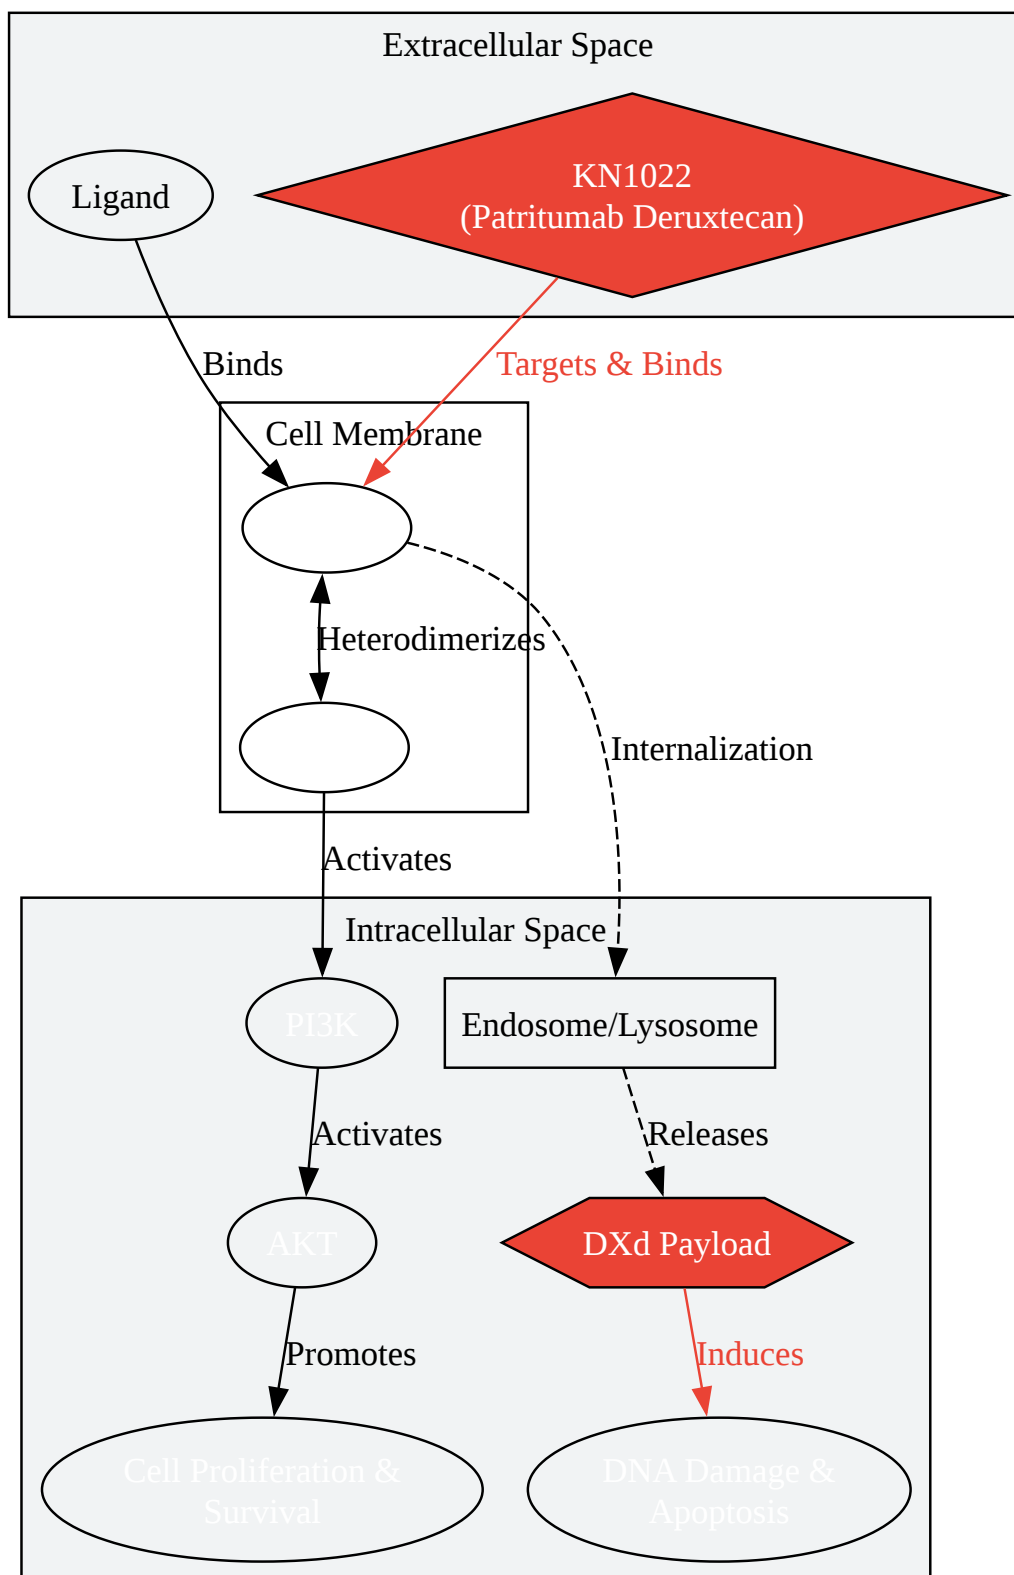 Extracellular Space
Ligand
KN1022
(Patritumab Deruxtecan)
Binds
Targets & Binds
Cell Membrane
Heterodimerizes
Internalization
Activates
Intracellular Space
PI3K
Endosome/Lysosome
Activates
Releases
AKT
DXd Payload
Promotes
Induces
Cell Proliferation &
Survival
DNA Damage &
Apoptosis